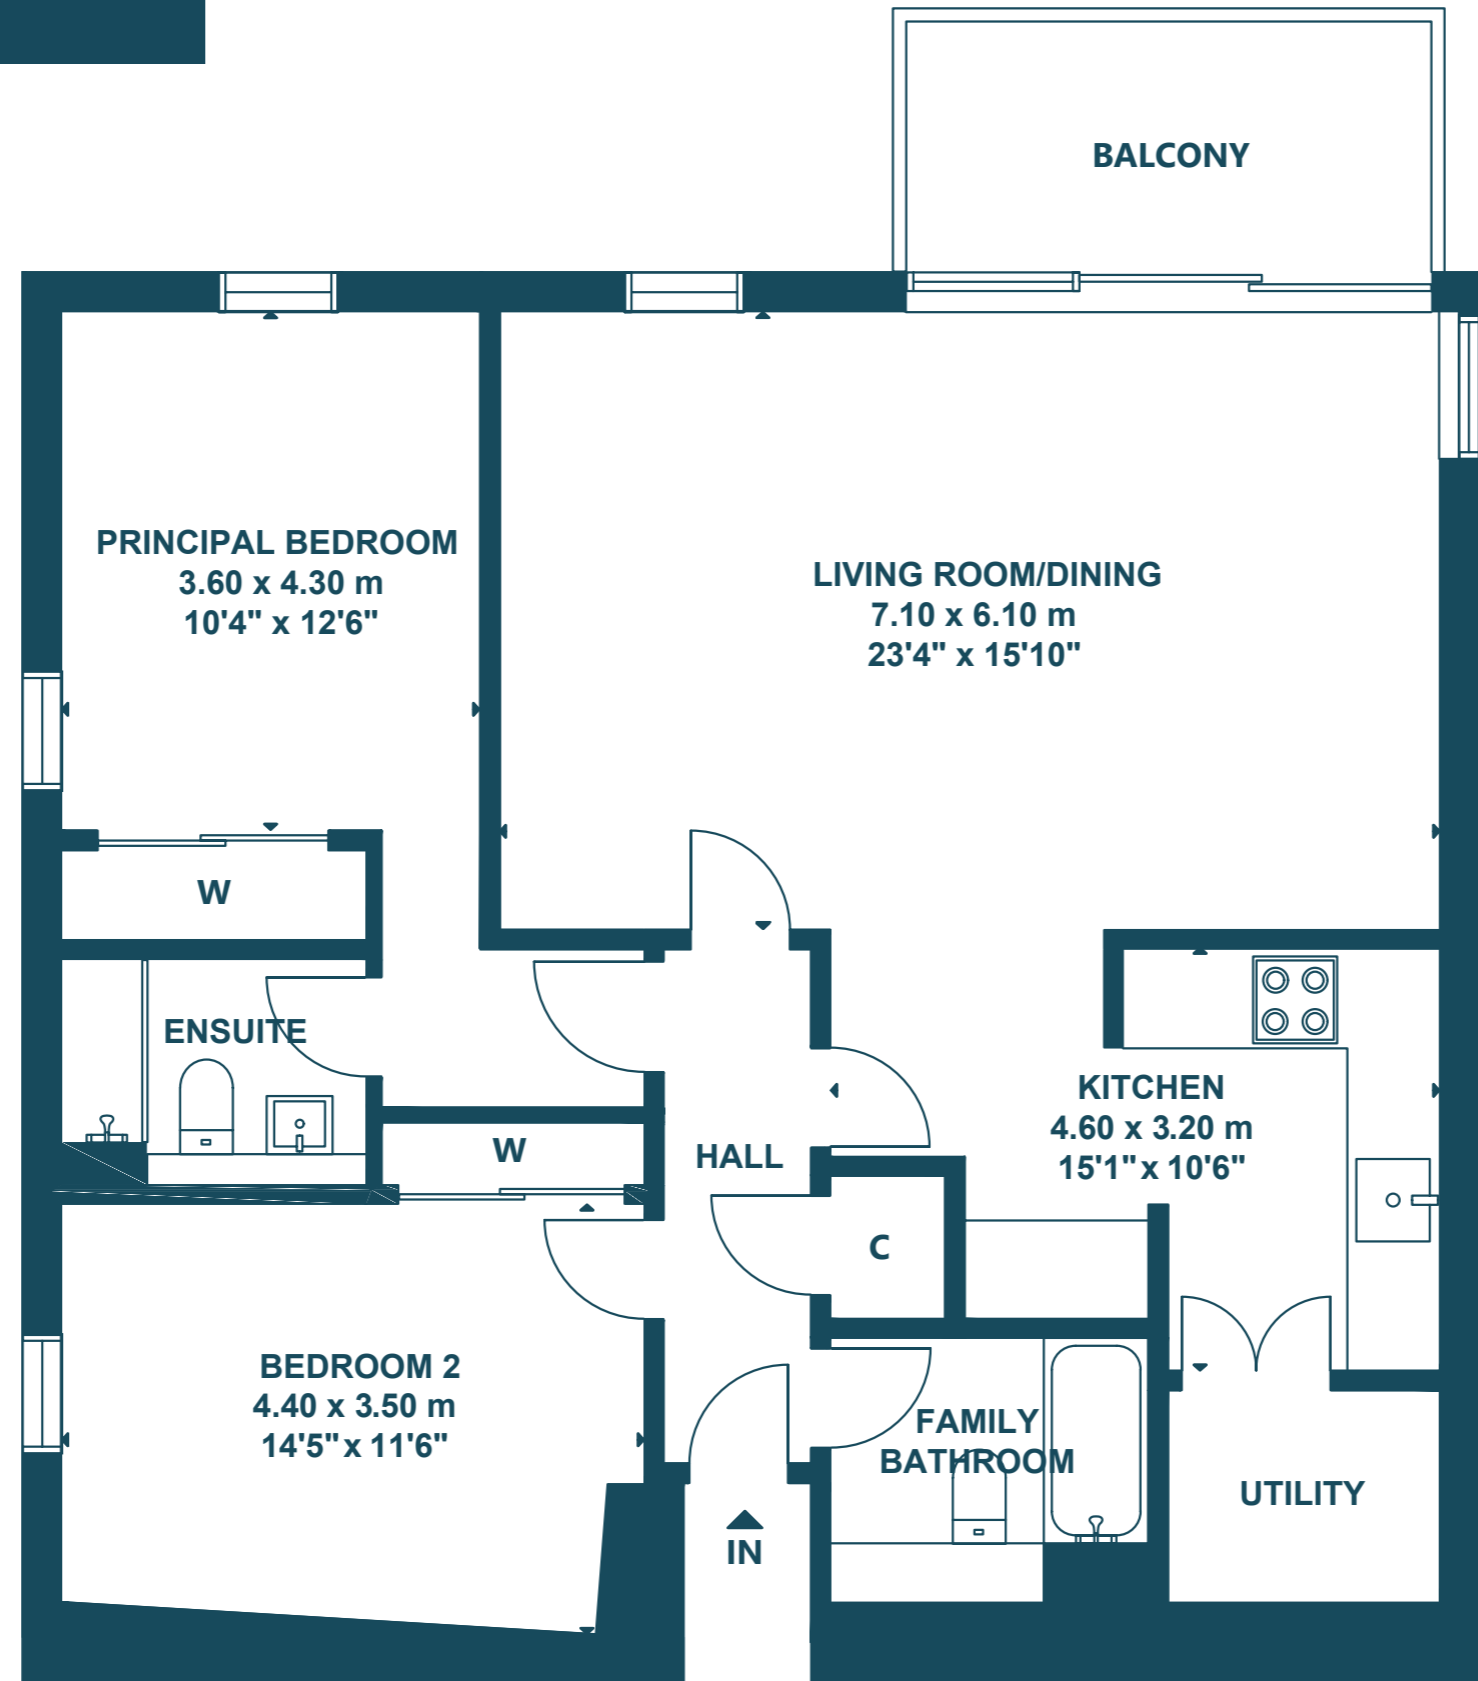 BALCONY
PRINCIPAL BEDROOM
3.60 x 4.30 m
10'4" x 12'6"
LIVING ROOM/DINING
7.10 x 6.10 m
23'4" x 15'10"
W
ENSUITE
W
HALL
KITCHEN
4.60 x 3.20 m
15'1" x 10'6"
C
BEDROOM 2
4.40 x 3.50 m
14'5" x 11'6"
FAMILY
BATHROOM
UTILITY
IN